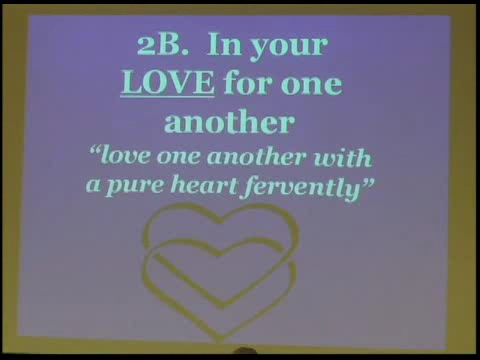 2B. In your
LOVE for one
another
“love one another with
a pure heart fervently”